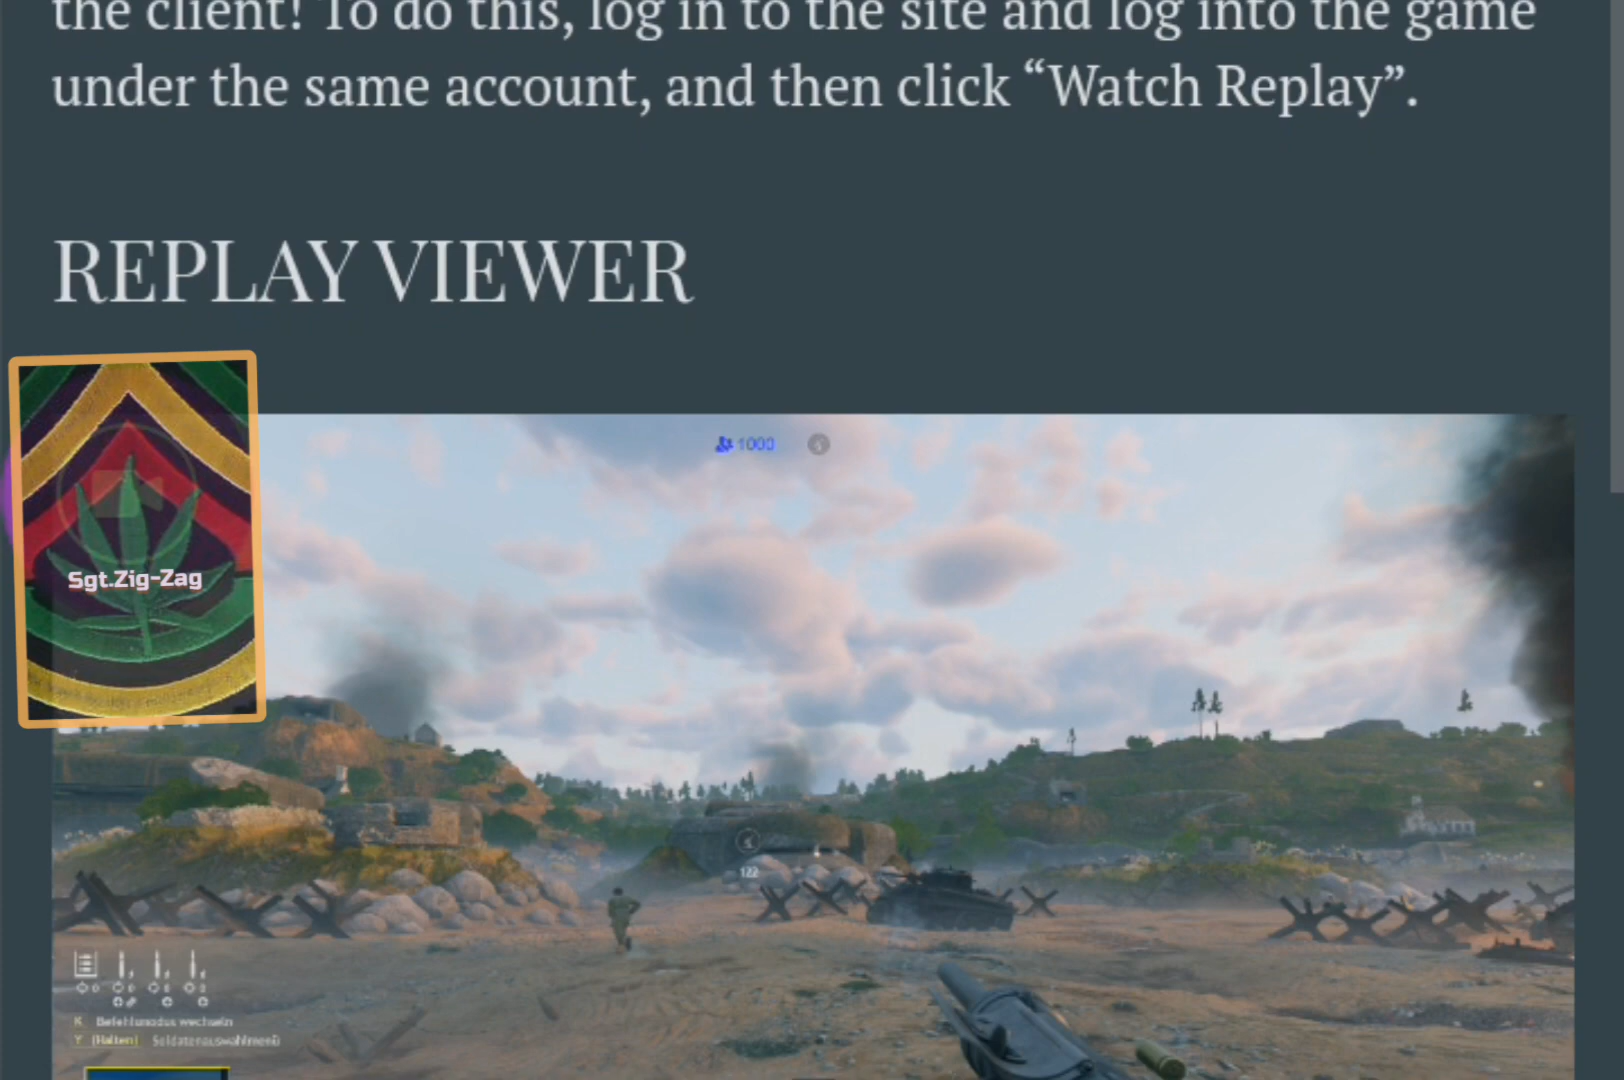 the client! To do this, log in to the site and log into the game
under the same account, and then click “Watch Replay”.
REPLAY VIEWER
1000
Sgt.Zig-Zag
122
K Befehlsmodus wechseln
Y (Halten) Soldatenauswahlmenü